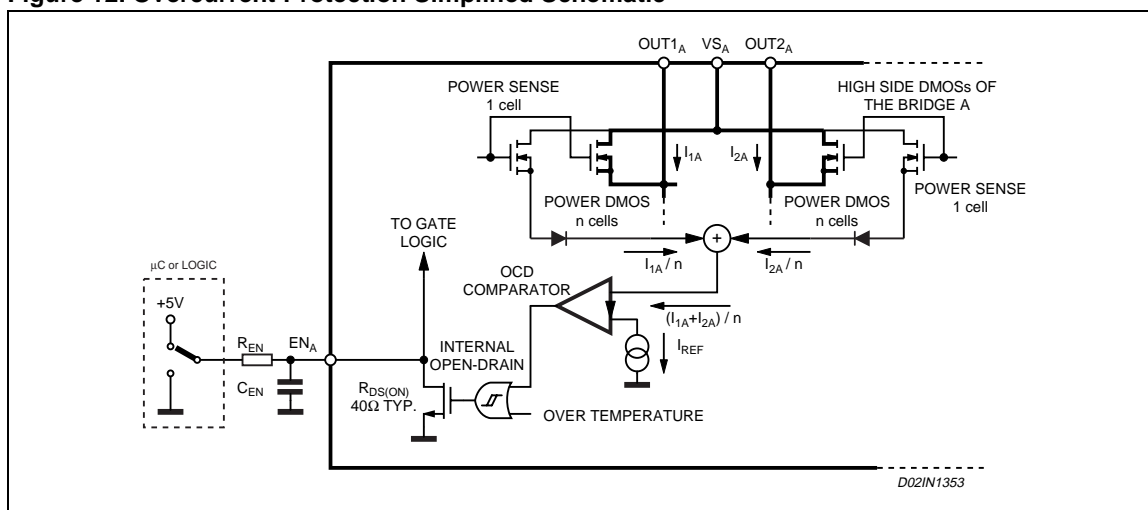 Figure 12. Overcurrent Protection Simplified Schematic
OUT1A VSA OUT2A
POWER SENSE
1 cell
HIGH SIDE DMOSs OF
THE BRIDGE A
I1A I2A
POWER DMOS
n cells
POWER DMOS
n cells
POWER SENSE
1 cell
TO GATE
LOGIC
+
I1A / n
I2A / n
OCD
COMPARATOR
(I1A+I2A) / n
IREF
μC or LOGIC
+5V
REN
ENA
CEN
INTERNAL
OPEN-DRAIN
RDS(ON)
40Ω TYP.
OVER TEMPERATURE
D02IN1353